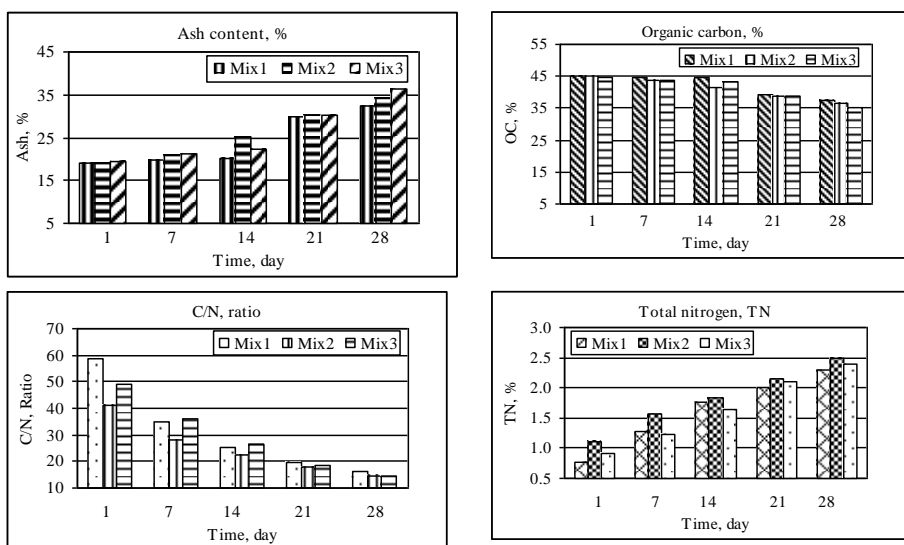 Ash content, %
45
35
25
15
5
Ash, %
Mix1 Mix2 Mix3
1 7 14 21 28
Time, day
Organic carbon, %
55
45
35
25
15
5
OC, %
Mix1 Mix2 Mix3
1 7 14 21 28
Time, day
C/N, ratio
70
60
50
40
30
20
10
C/N, Ratio
Mix1 Mix2 Mix3
1 7 14 21 28
Time, day
Total nitrogen, TN
3.0
2.5
2.0
1.5
1.0
0.5
TN, %
Mix1 Mix2 Mix3
1 7 14 21 28
Time, day